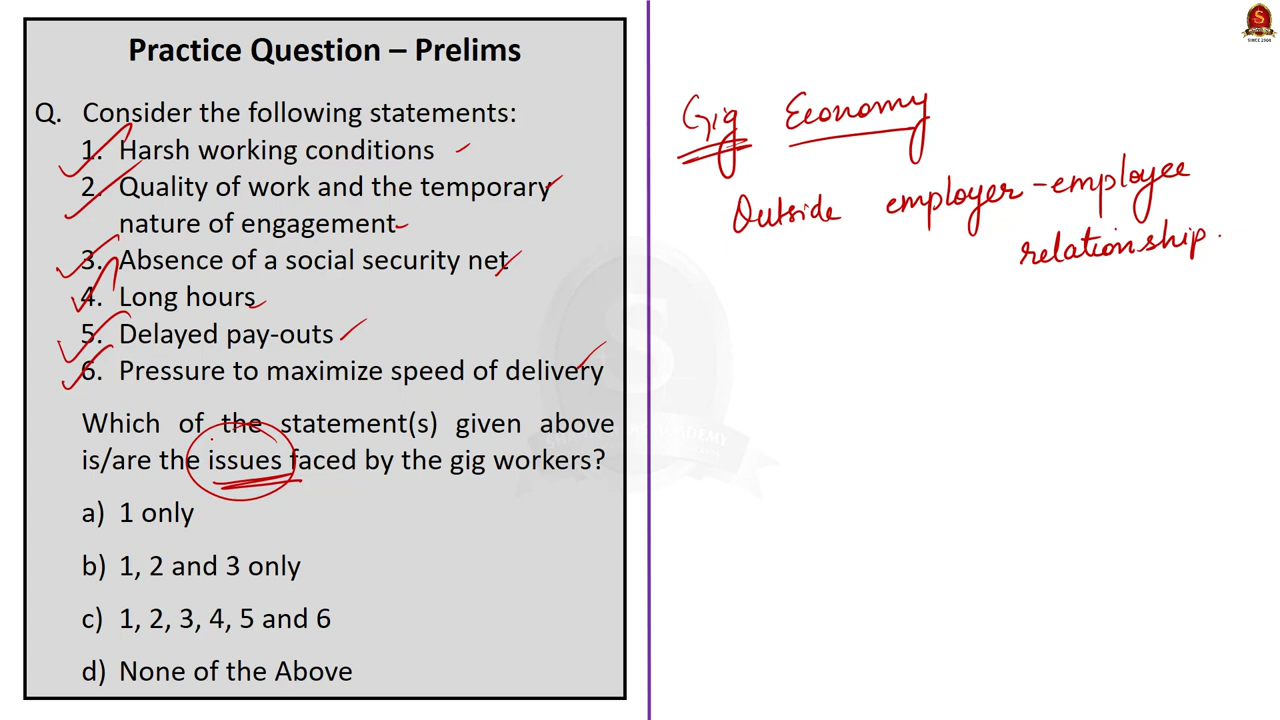 Practice Question – Prelims
Q. Consider the following statements:
1. Harsh working conditions
2. Quality of work and the temporary
nature of engagement
3. Absence of a social security net
4. Long hours
5. Delayed pay-outs
6. Pressure to maximize speed of delivery
Which of the statement(s) given above
is/are the issues faced by the gig workers?
a) 1 only
b) 1, 2 and 3 only
c) 1, 2, 3, 4, 5 and 6
d) None of the Above
Gig Economy
Outside employer-employee
relationship.
S
SINCE 2004